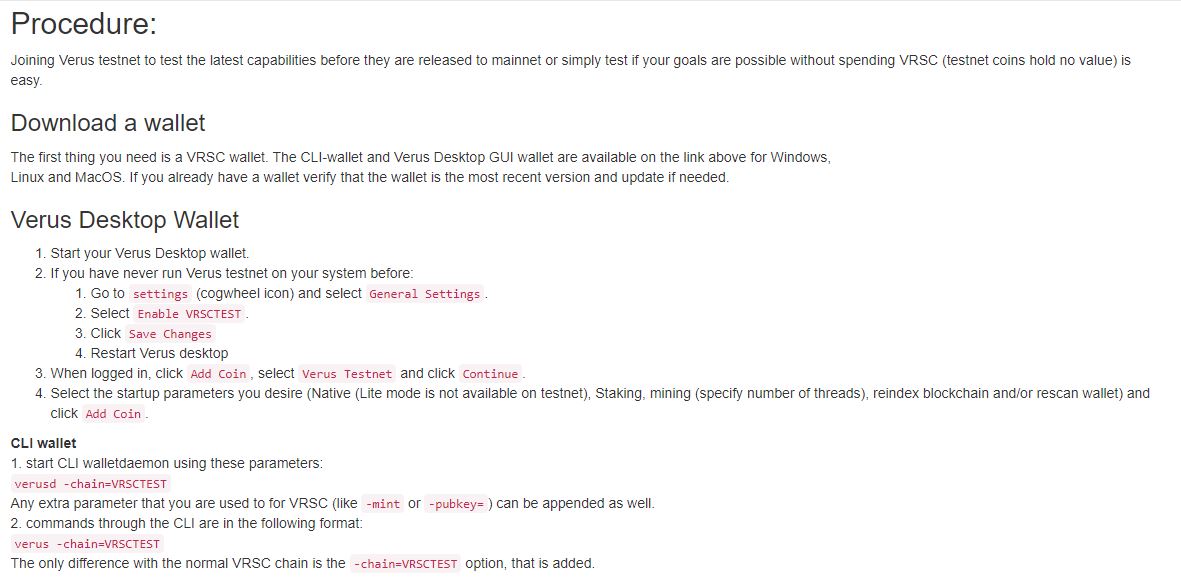 Procedure:
Joining Verus testnet to test the latest capabilities before they are released to mainnet or simply test if your goals are possible without spending VRSC (testnet coins hold no value) is
easy.
Download a wallet
The first thing you need is a VRSC wallet. The CLI-wallet and Verus Desktop GUI wallet are available on the link above for Windows,
Linux and MacOS. If you already have a wallet verify that the wallet is the most recent version and update if needed.
Verus Desktop Wallet
1. Start your Verus Desktop wallet.
2. If you have never run Verus testnet on your system before:
1. Go to settings (cogwheel icon) and select General Settings.
2. Select Enable VRSCTEST.
3. Click Save Changes
4. Restart Verus desktop
3. When logged in, click Add Coin, select Verus Testnet and click Continue.
4. Select the startup parameters you desire (Native (Lite mode is not available on testnet), Staking, mining (specify number of threads), reindex blockchain and/or rescan wallet) and
click Add Coin.
CLI wallet
1. start CLI walletdaemon using these parameters:
verusd -chain=VRSCTEST
Any extra parameter that you are used to for VRSC (like -mint or -pubkey=) can be appended as well.
2. commands through the CLI are in the following format:
verus -chain=VRSCTEST
The only difference with the normal VRSC chain is the -chain=VRSCTEST option, that is added.